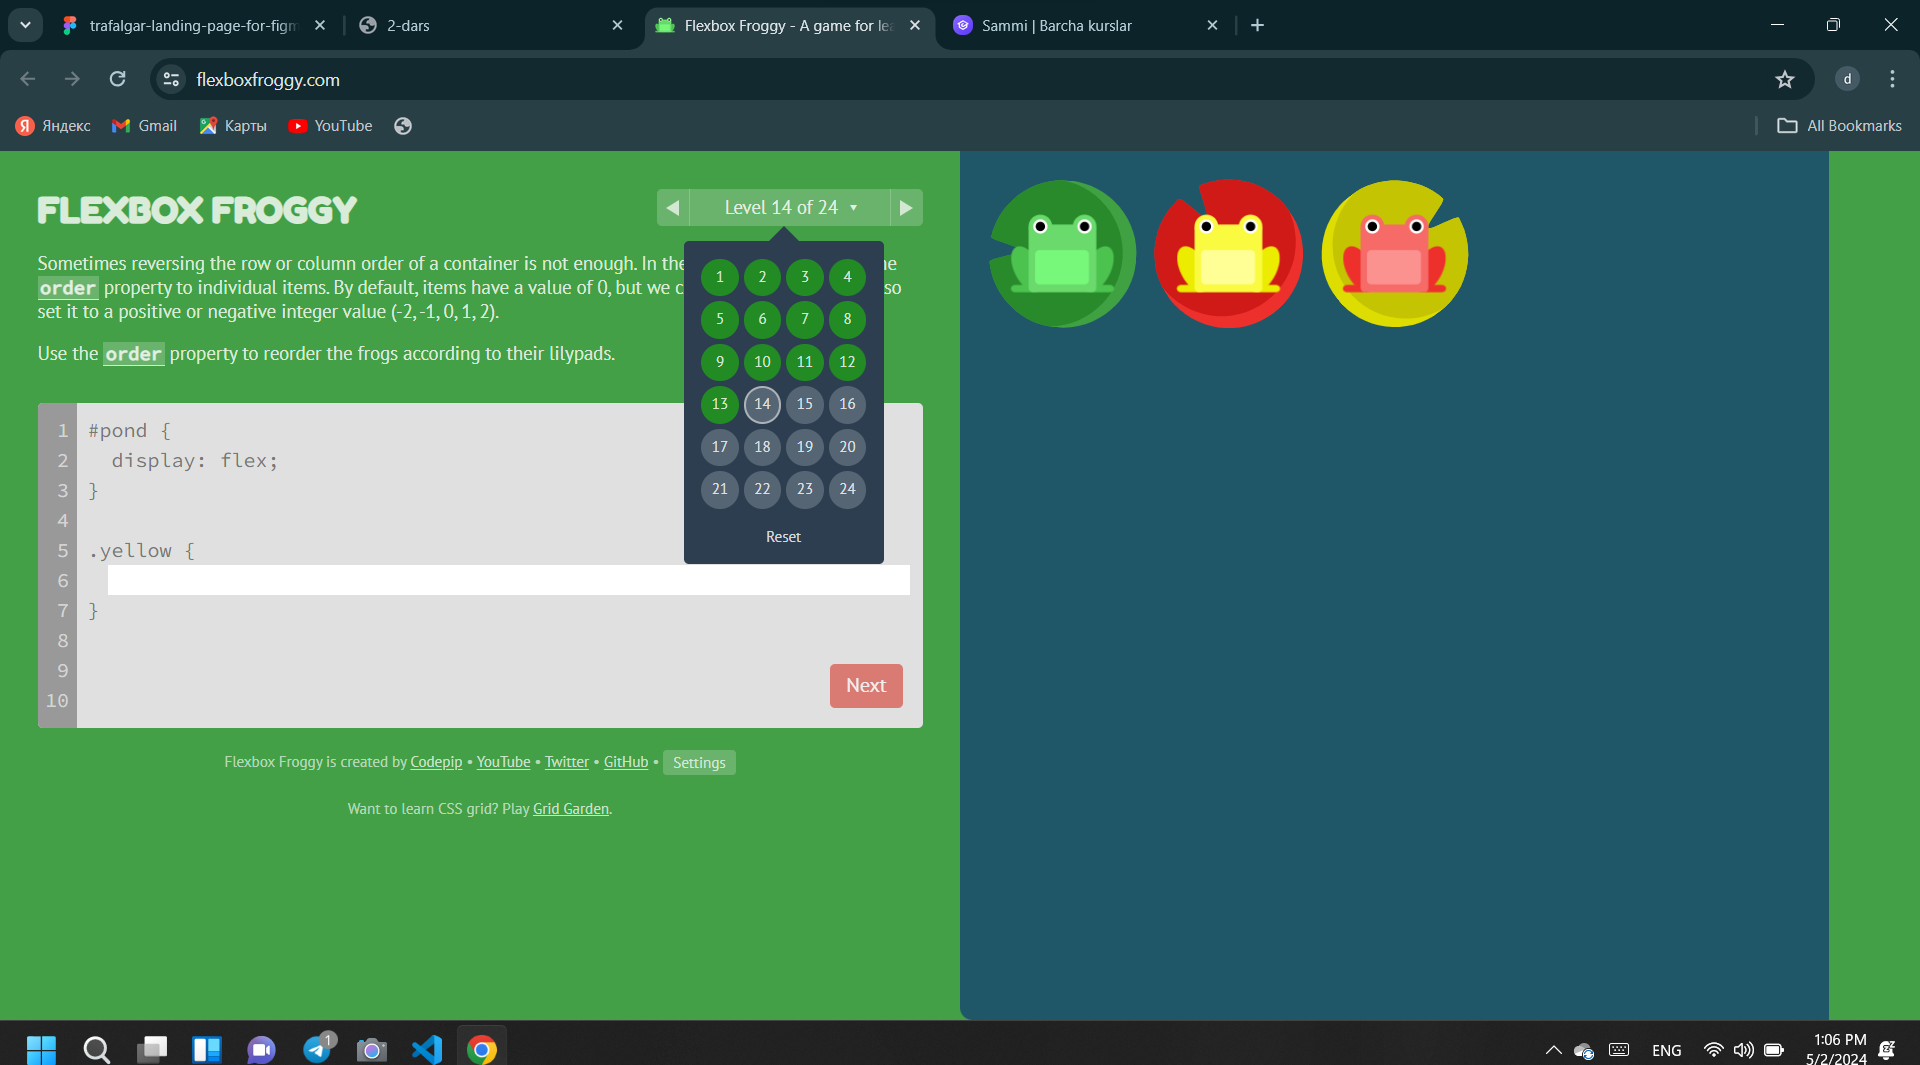 trafalgar-landing-page-for-figm
2-dars
Flexbox Froggy - A game for lea
Sammi | Barcha kurslar
flexboxfroggy.com
d
Яндекс
Gmail
Карты
YouTube
All Bookmarks
FLEXBOX FROGGY
Level 14 of 24
Sometimes reversing the row or column order of a container is not enough. In the
order property to individual items. By default, items have a value of 0, but we c so
set it to a positive or negative integer value (-2, -1, 0, 1, 2).
Use the order property to reorder the frogs according to their lilypads.
1 2 3 4
5 6 7 8
9 10 11 12
13 14 15 16
17 18 19 20
21 22 23 24
Reset
1 #pond {
2 display: flex;
3 }
4
5 .yellow {
6
7 }
8
9
10
Next
Flexbox Froggy is created by Codepip • YouTube • Twitter • GitHub • Settings
Want to learn CSS grid? Play Grid Garden.
1
ENG
1:06 PM
5/2/2024